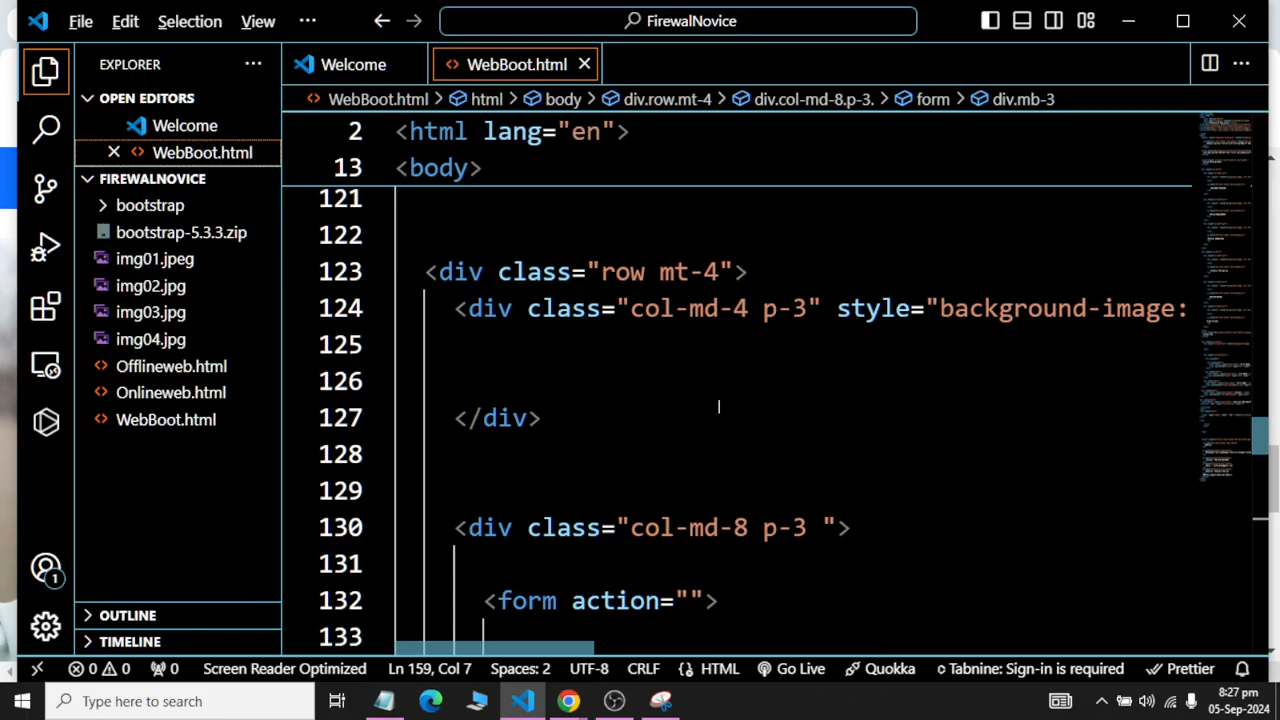 File Edit Selection View ··· FirewalNovice
EXPLORER ···
OPEN EDITORS
Welcome
WebBoot.html
FIREWALNOVICE
bootstrap
bootstrap-5.3.3.zip
img01.jpeg
img02.jpg
img03.jpg
img04.jpg
Offlineweb.html
Onlineweb.html
WebBoot.html
OUTLINE
TIMELINE
Welcome WebBoot.html
WebBoot.html > html > body > div.row.mt-4 > div.col-md-8.p-3. > form > div.mb-3
2 <html lang="en">
13 <body>
121
122
123 <div class="row mt-4">
124 <div class="col-md-4 p-3" style="background-image:
125
126
127 </div>
128
129
130 <div class="col-md-8 p-3 ">
131
132 <form action="">
133
1
0 0 0 Screen Reader Optimized Ln 159, Col 7 Spaces: 2 UTF-8 CRLF HTML Go Live Quokka Tabnine: Sign-in is required Prettier
Type here to search
8:27 pm
05-Sep-2024